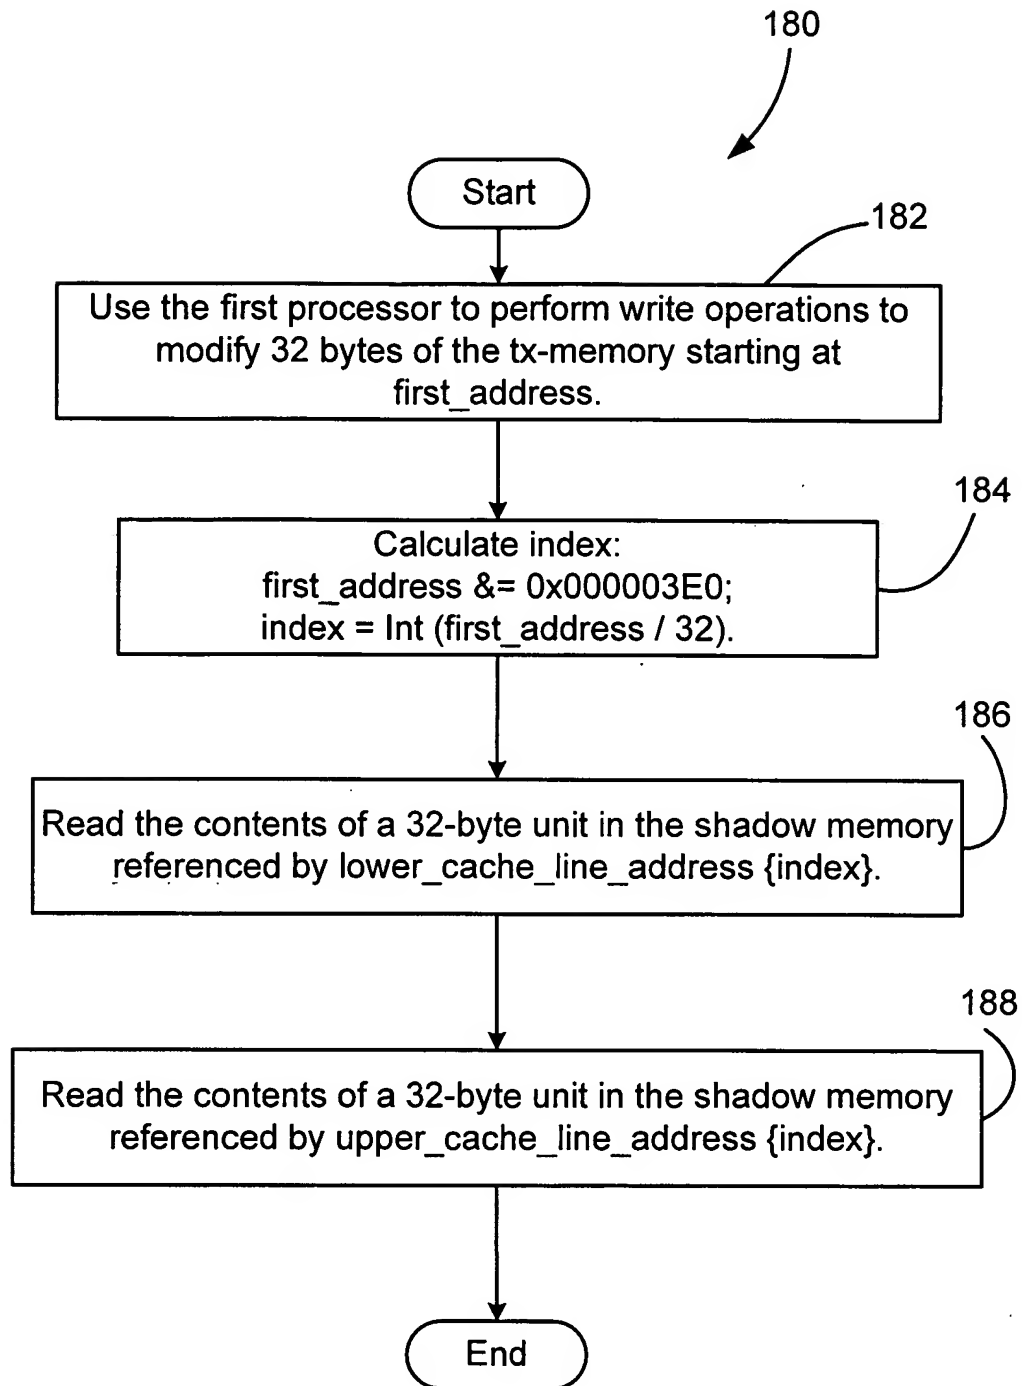 180
Start
182
Use the first processor to perform write operations to
modify 32 bytes of the tx-memory starting at
first_address.
184
Calculate index:
first_address &= 0x000003E0;
index = Int (first_address / 32).
186
Read the contents of a 32-byte unit in the shadow memory
referenced by lower_cache_line_address {index}.
188
Read the contents of a 32-byte unit in the shadow memory
referenced by upper_cache_line_address {index}.
End